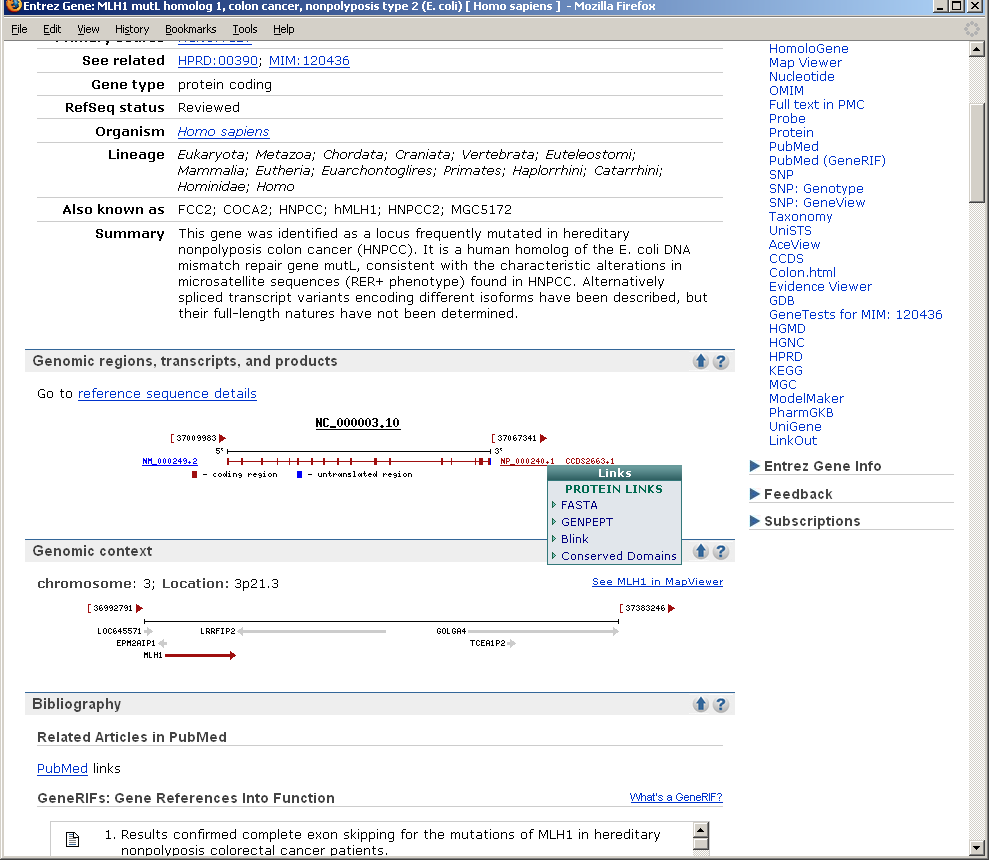 Entrez Gene: MLH1 mutL homolog 1, colon cancer, nonpolyposis type 2 (E. coli) [ Homo sapiens ] - Mozilla Firefox
File Edit View History Bookmarks Tools Help
See related HPRD:00390; MIM:120436
Gene type protein coding
RefSeq status Reviewed
Organism Homo sapiens
Lineage Eukaryota; Metazoa; Chordata; Craniata; Vertebrata; Euteleostomi;
Mammalia; Eutheria; Euarchontoglires; Primates; Haplorrhini; Catarrhini;
Hominidae; Homo
Also known as FCC2; COCA2; HNPCC; hMLH1; HNPCC2; MGC5172
Summary This gene was identified as a locus frequently mutated in hereditary
nonpolyposis colon cancer (HNPCC). It is a human homolog of the E. coli DNA
mismatch repair gene mutL, consistent with the characteristic alterations in
microsatellite sequences (RER+ phenotype) found in HNPCC. Alternatively
spliced transcript variants encoding different isoforms have been described, but
their full-length natures have not been determined.
Genomic regions, transcripts, and products
Go to reference sequence details
NC_000003.10
[ 37009983 37067341
5' 3'
NM_000249.2 NP_000240.1 CCDS2663.1
- coding region - untranslated region
Links
PROTEIN LINKS
FASTA
GENPEPT
Blink
Conserved Domains
Genomic context
chromosome: 3; Location: 3p21.3 See MLH1 in MapViewer
[ 36992791 [ 37383246
LOC645571 LRRFIP2 GOLGA4
EPM2AIP1 TCEA1P2
MLH1
Bibliography
Related Articles in PubMed
PubMed links
GeneRIFs: Gene References Into Function What's a GeneRIF?
1. Results confirmed complete exon skipping for the mutations of MLH1 in hereditary
nonpolyposis colorectal cancer patients.
HomoloGene
Map Viewer
Nucleotide
OMIM
Full text in PMC
Probe
Protein
PubMed
PubMed (GeneRIF)
SNP
SNP: Genotype
SNP: GeneView
Taxonomy
UniSTS
AceView
CCDS
Colon.html
Evidence Viewer
GDB
GeneTests for MIM: 120436
HGMD
HGNC
HPRD
KEGG
MGC
ModelMaker
PharmGKB
UniGene
LinkOut
Entrez Gene Info
Feedback
Subscriptions